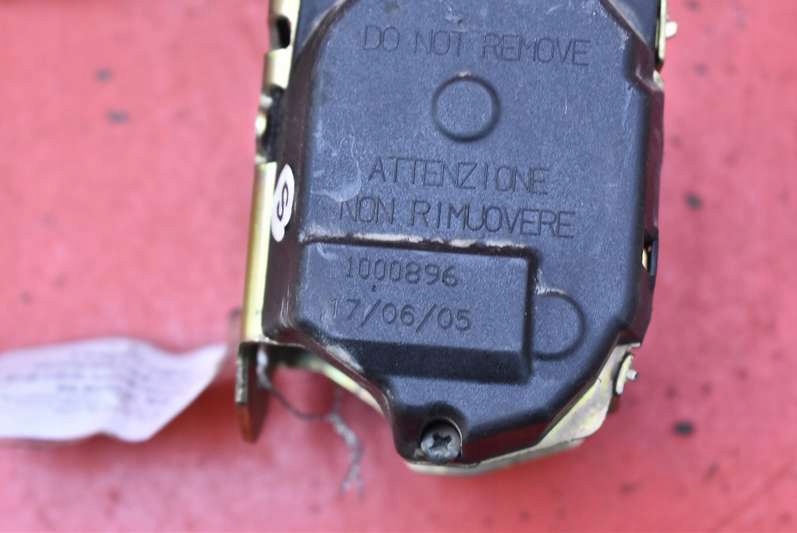 DO NOT REMOVE
ATTENZIONE
NON RIMUOVERE
S
1000896
17/06/05